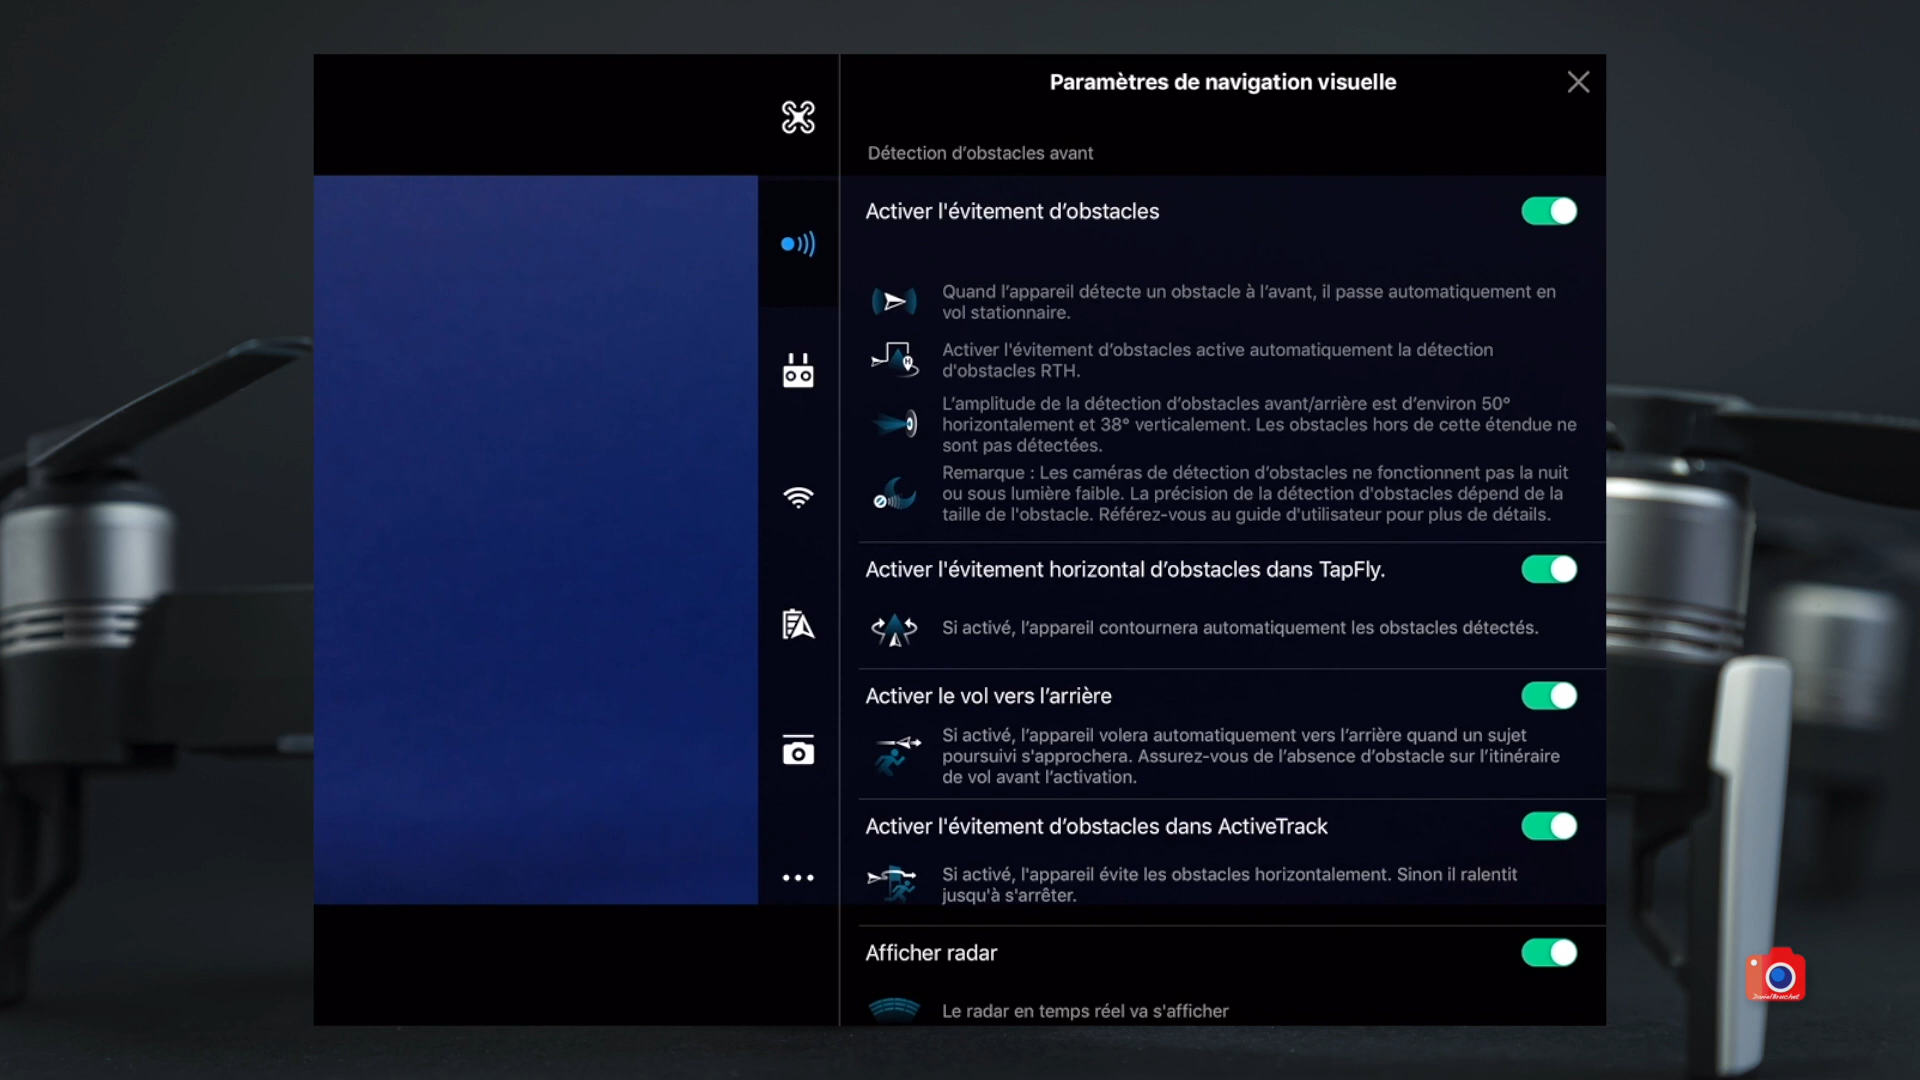 Paramètres de navigation visuelle
Détection d’obstacles avant
Activer l'évitement d’obstacles
Quand l’appareil détecte un obstacle à l’avant, il passe automatiquement en
vol stationnaire.
Activer l'évitement d’obstacles active automatiquement la détection
d'obstacles RTH.
L’amplitude de la détection d’obstacles avant/arrière est d’environ 50°
horizontalement et 38° verticalement. Les obstacles hors de cette étendue ne
sont pas détectées.
Remarque : Les caméras de détection d’obstacles ne fonctionnent pas la nuit
ou sous lumière faible. La précision de la détection d'obstacles dépend de la
taille de l'obstacle. Référez-vous au guide d'utilisateur pour plus de détails.
Activer l'évitement horizontal d’obstacles dans TapFly.
Si activé, l’appareil contournera automatiquement les obstacles détectés.
Activer le vol vers l’arrière
Si activé, l’appareil volera automatiquement vers l’arrière quand un sujet
poursuivi s'approchera. Assurez-vous de l’absence d’obstacle sur l’itinéraire
de vol avant l’activation.
Activer l'évitement d’obstacles dans ActiveTrack
Si activé, l'appareil évite les obstacles horizontalement. Sinon il ralentit
jusqu'à s'arrêter.
Afficher radar
Le radar en temps réel va s'afficher